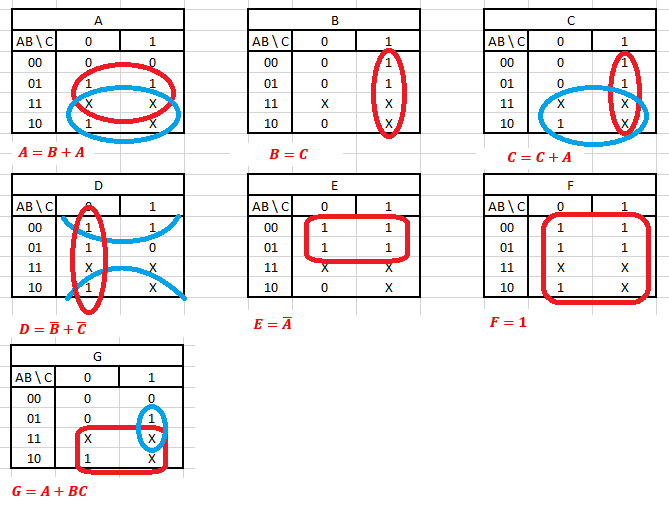 A B C
AB\C 0 1 AB\C 0 1 AB\C 0 1
00 0 0 00 0 1 00 0 1
01 1 1 01 0 1 01 0 1
11 X X 11 X X 11 X X
10 1 X 10 0 X 10 1 X
A = B + A B = C C = C + A
D E F
AB\C 0 1 AB\C 0 1 AB\C 0 1
00 1 1 00 1 1 00 1 1
01 1 0 01 1 1 01 1 1
11 X X 11 X X 11 X X
10 1 X 10 0 X 10 1 X
D = B̅ + C̅ E = A̅ F = 1
G
AB\C 0 1
00 0 0
01 0 1
11 X X
10 1 X
G = A + BC